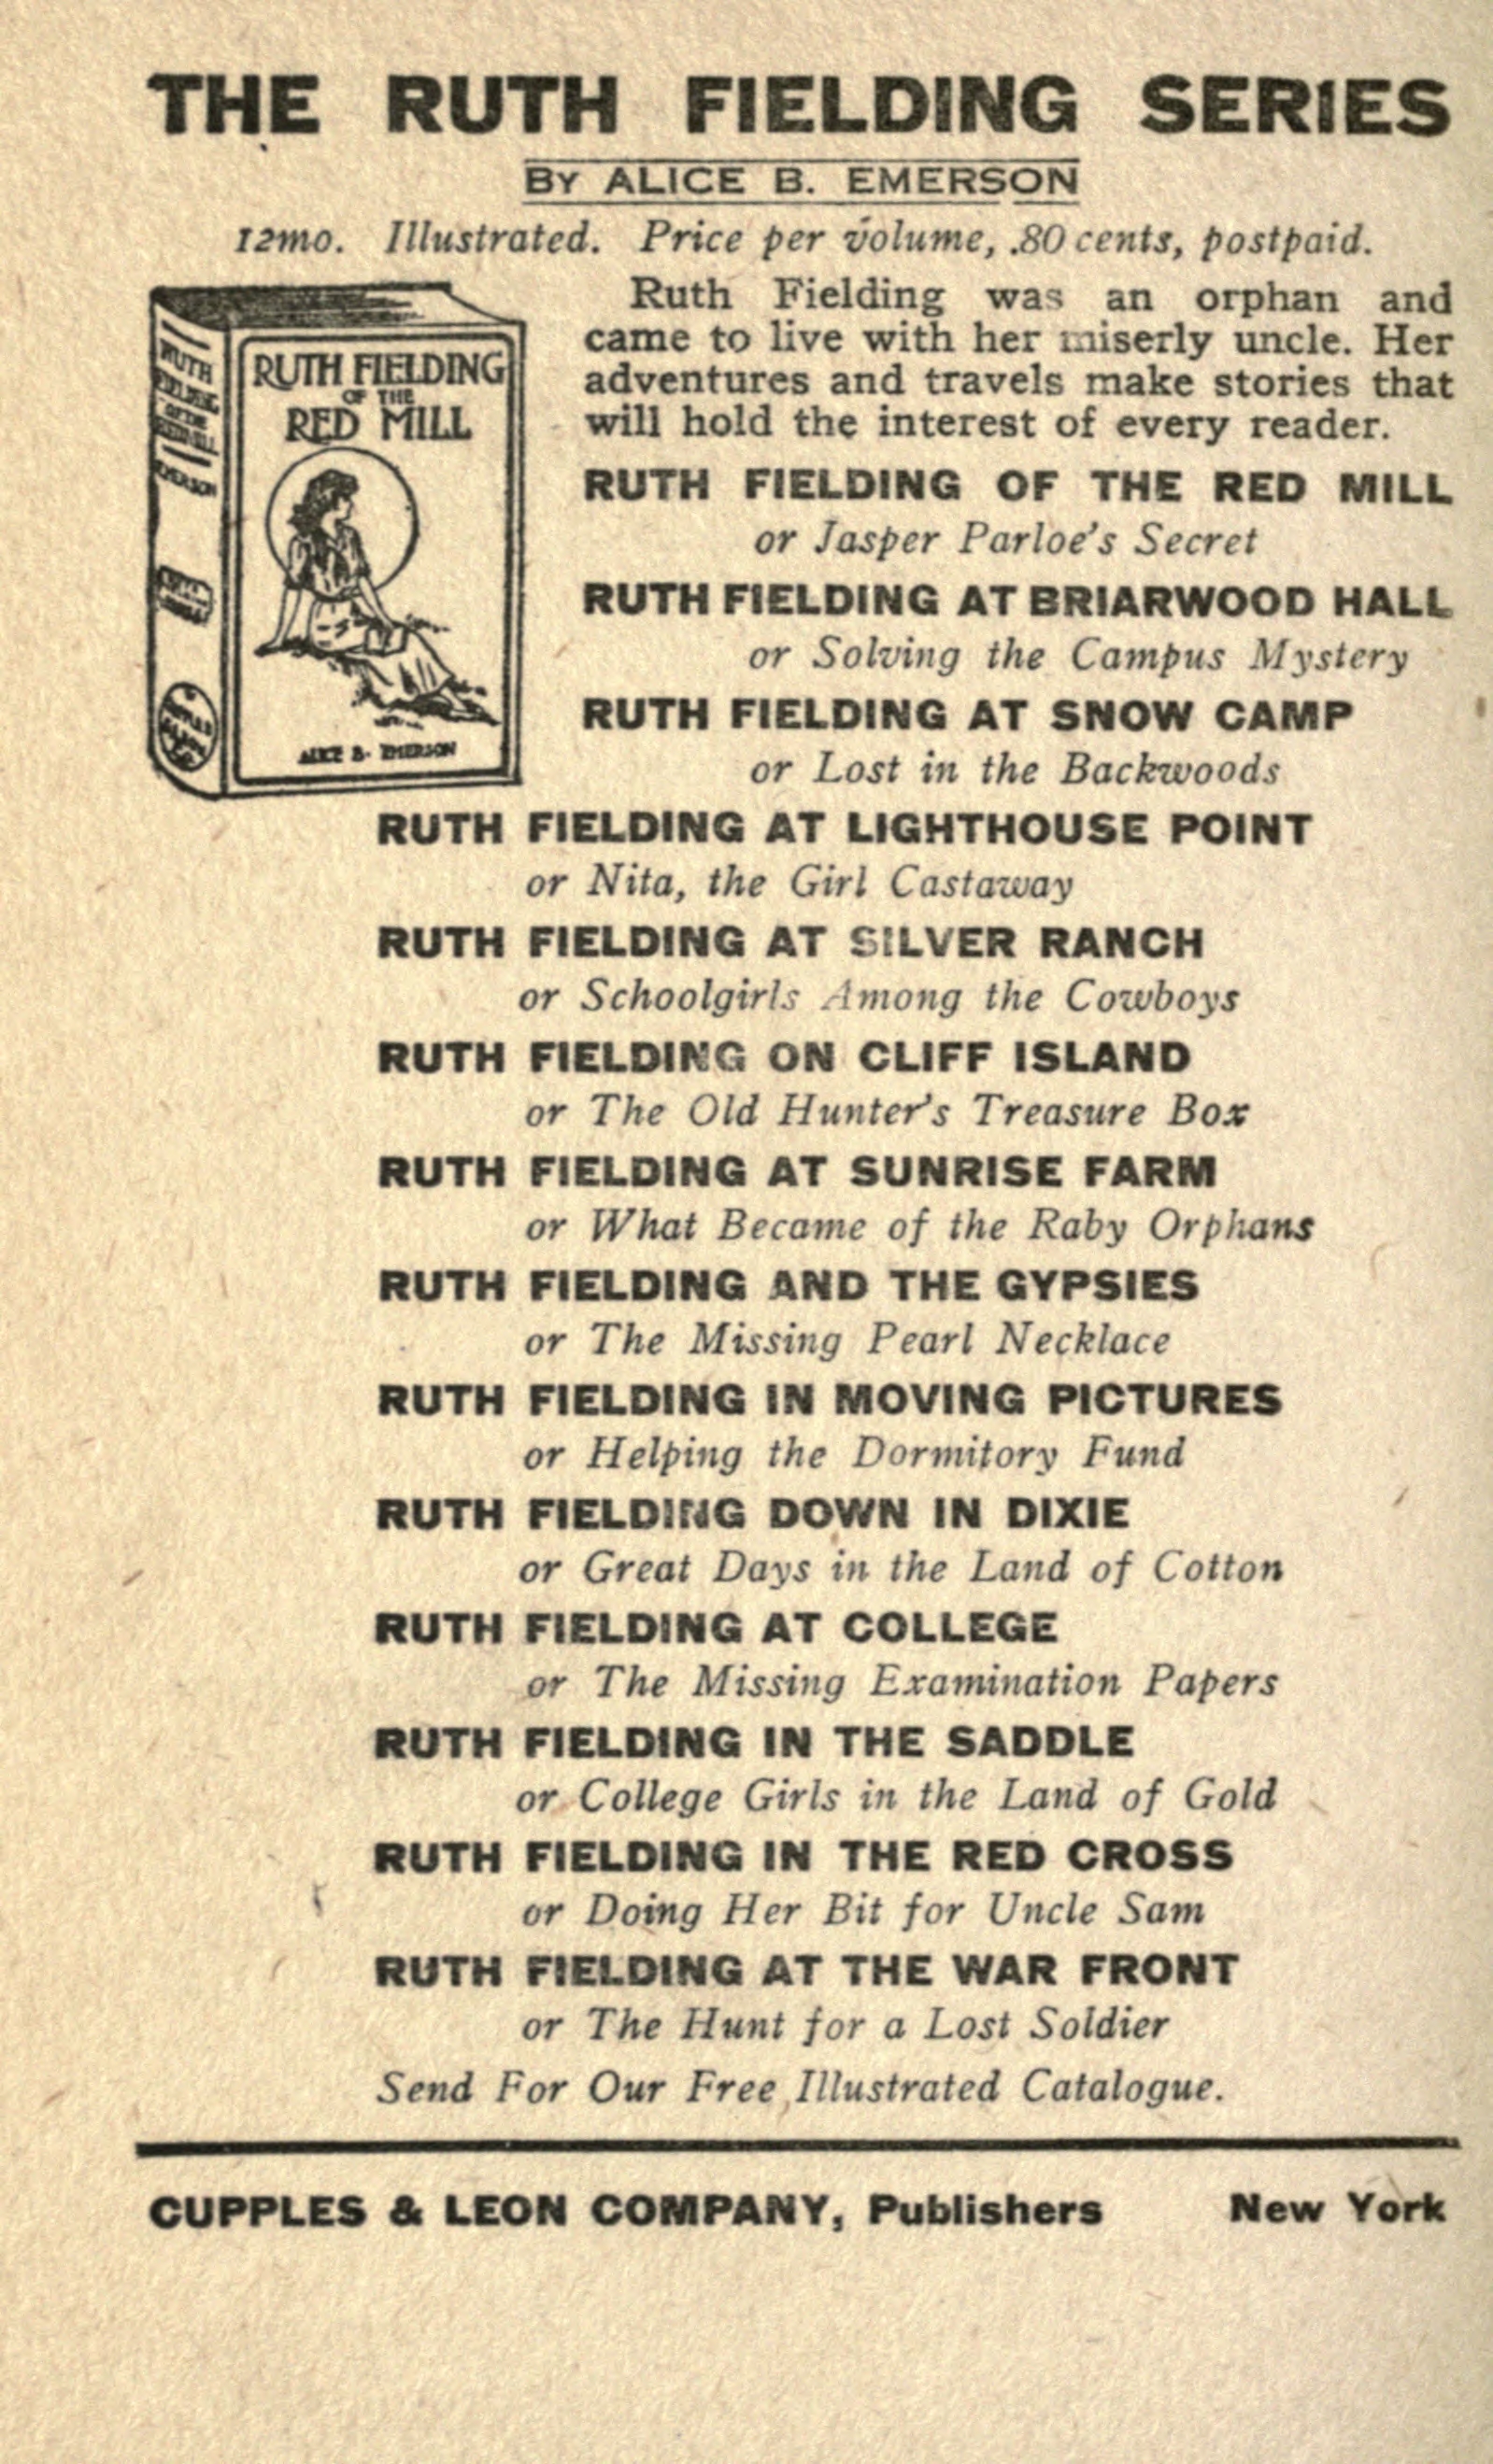 THE RUTH FIELDING SERIES
BY ALICE B. EMERSON
12mo. Illustrated. Price per volume, .80 cents, postpaid.
RUTH FIELDING
OF THE
RED MILL
ALICE B. EMERSON
Ruth Fielding was an orphan and
came to live with her miserly uncle. Her
adventures and travels make stories that
will hold the interest of every reader.
RUTH FIELDING OF THE RED MILL
or Jasper Parloe's Secret
RUTH FIELDING AT BRIARWOOD HALL
or Solving the Campus Mystery
RUTH FIELDING AT SNOW CAMP
or Lost in the Backwoods
RUTH FIELDING AT LIGHTHOUSE POINT
or Nita, the Girl Castaway
RUTH FIELDING AT SILVER RANCH
or Schoolgirls Among the Cowboys
RUTH FIELDING ON CLIFF ISLAND
or The Old Hunter's Treasure Box
RUTH FIELDING AT SUNRISE FARM
or What Became of the Raby Orphans
RUTH FIELDING AND THE GYPSIES
or The Missing Pearl Necklace
RUTH FIELDING IN MOVING PICTURES
or Helping the Dormitory Fund
RUTH FIELDING DOWN IN DIXIE
or Great Days in the Land of Cotton
RUTH FIELDING AT COLLEGE
or The Missing Examination Papers
RUTH FIELDING IN THE SADDLE
or College Girls in the Land of Gold
RUTH FIELDING IN THE RED CROSS
or Doing Her Bit for Uncle Sam
RUTH FIELDING AT THE WAR FRONT
or The Hunt for a Lost Soldier
Send For Our Free Illustrated Catalogue.
CUPPLES & LEON COMPANY, Publishers New York